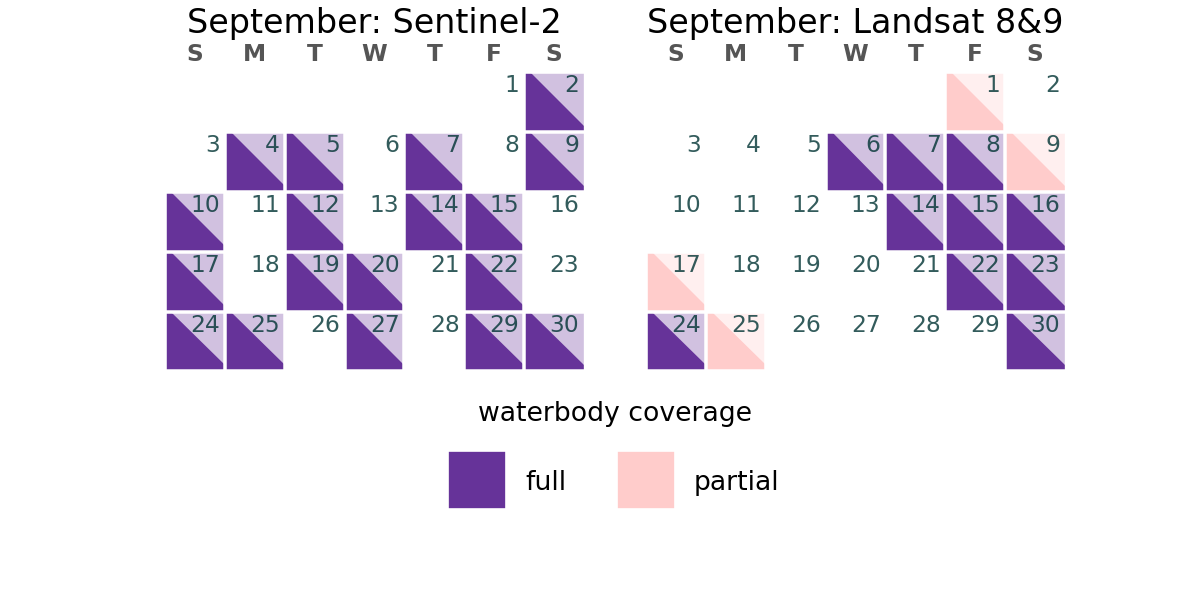 September: Sentinel-2
S M T W T F S
1 2
3 4 5 6 7 8 9
10 11 12 13 14 15 16
17 18 19 20 21 22 23
24 25 26 27 28 29 30
September: Landsat 8&9
S M T W T F S
1 2
3 4 5 6 7 8 9
10 11 12 13 14 15 16
17 18 19 20 21 22 23
24 25 26 27 28 29 30
waterbody coverage
full
partial